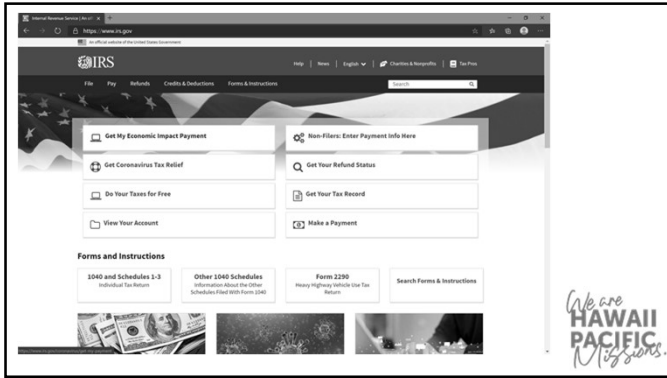 Internal Revenue Service | An of
https://www.irs.gov
An official website of the United States Government
IRS
Help | News | English | Charities & Nonprofits | Tax Pros
File Pay Refunds Credits & Deductions Forms & Instructions Search
Get My Economic Impact Payment
Non-Filers: Enter Payment Info Here
Get Coronavirus Tax Relief
Get Your Refund Status
Do Your Taxes for Free
Get Your Tax Record
View Your Account
Make a Payment
Forms and Instructions
1040 and Schedules 1-3
Individual Tax Return
Other 1040 Schedules
Information About the Other
Schedules Filed With Form 1040
Form 2290
Heavy Highway Vehicle Use Tax
Return
Search Forms & Instructions
We are
HAWAII
PACIFIC
Missions.